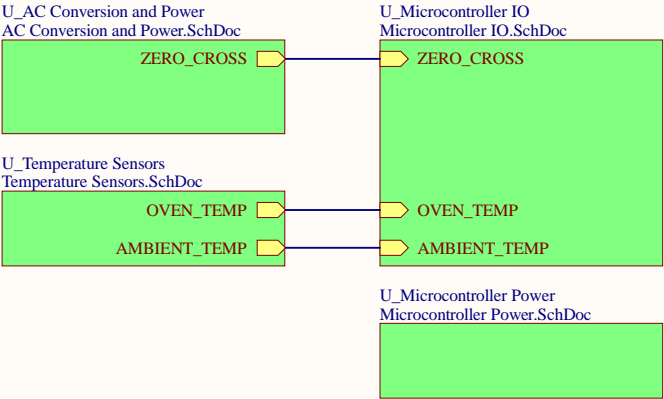 U_AC Conversion and Power
AC Conversion and Power.SchDoc
ZERO_CROSS
U_Microcontroller IO
Microcontroller IO.SchDoc
ZERO_CROSS
OVEN_TEMP
AMBIENT_TEMP
U_Temperature Sensors
Temperature Sensors.SchDoc
OVEN_TEMP
AMBIENT_TEMP
U_Microcontroller Power
Microcontroller Power.SchDoc